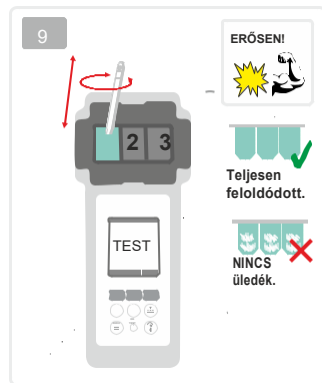 9
ERŐSEN!
2 3
Teljesen
feloldódott.
TEST
NINCS
üledék.